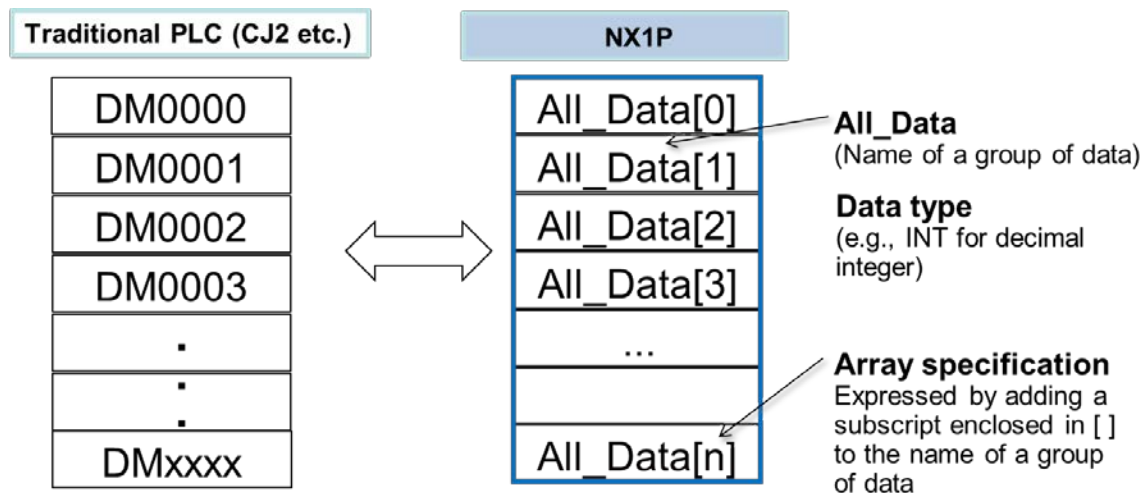 Traditional PLC (CJ2 etc.)
DM0000
DM0001
DM0002
DM0003
.
.
.
DMxxxx
NX1P
All_Data[0]
All_Data[1]
All_Data[2]
All_Data[3]
...
All_Data[n]
All_Data
(Name of a group of data)
Data type
(e.g., INT for decimal
integer)
Array specification
Expressed by adding a
subscript enclosed in [ ]
to the name of a group
of data